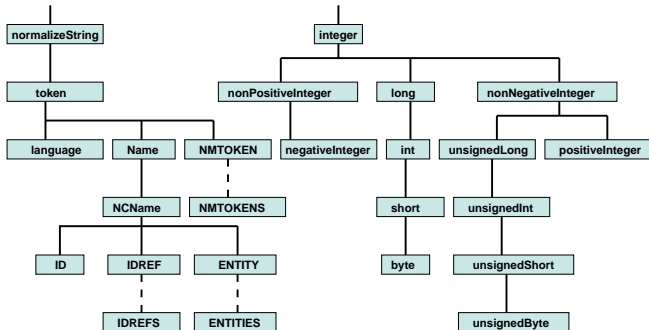 normalizeString
integer
token
nonPositiveInteger
long
nonNegativeInteger
language
Name
NMTOKEN
negativeInteger
int
unsignedLong
positiveInteger
NCName
NMTOKENS
short
unsignedInt
ID
IDREF
ENTITY
byte
unsignedShort
IDREFS
ENTITIES
unsignedByte